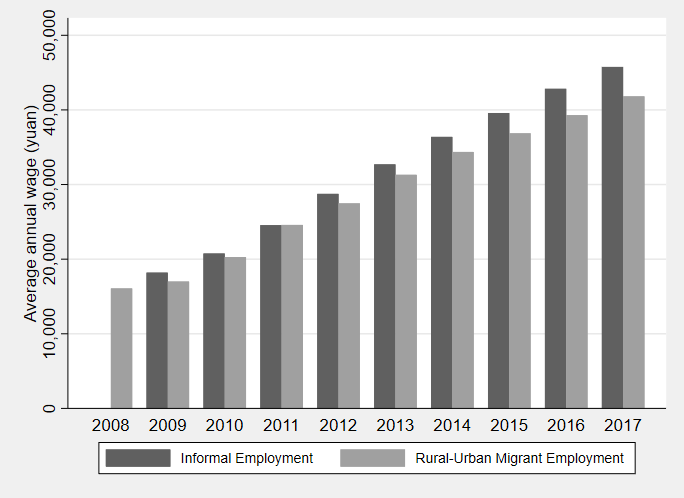 Average annual wage (yuan)
50,000
40,000
30,000
20,000
10,000
0
2008 2009 2010 2011 2012 2013 2014 2015 2016 2017
Informal Employment Rural-Urban Migrant Employment